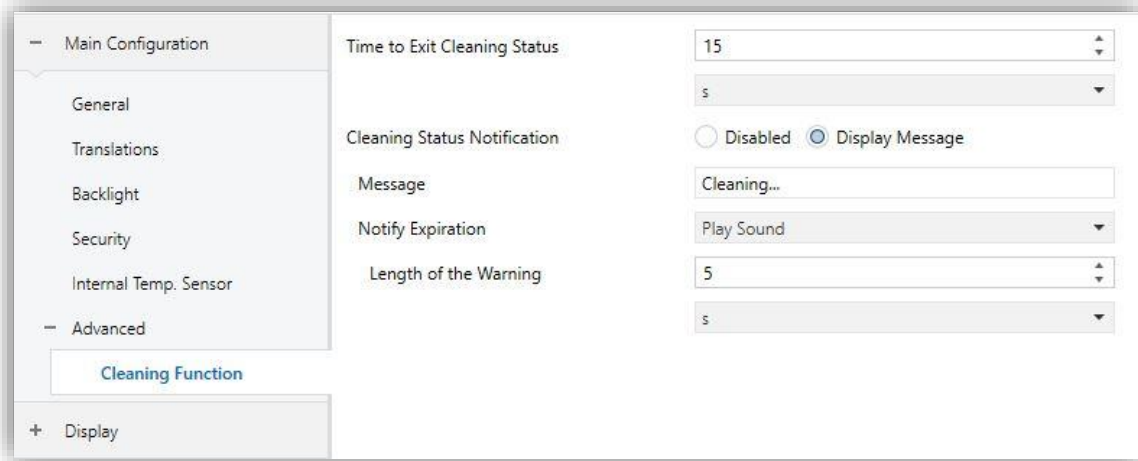 Main Configuration
General
Translations
Backlight
Security
Internal Temp. Sensor
Advanced
Cleaning Function
Display
Time to Exit Cleaning Status
15
s
Cleaning Status Notification
Disabled Display Message
Message
Cleaning...
Notify Expiration
Play Sound
Length of the Warning
5
s